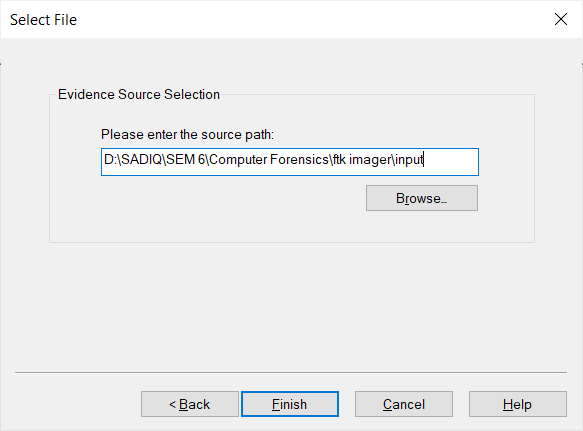 Select File
Evidence Source Selection
Please enter the source path:
D:\SADIQ\SEM 6\Computer Forensics\ftk imager\input
Browse...
< Back
Finish
Cancel
Help